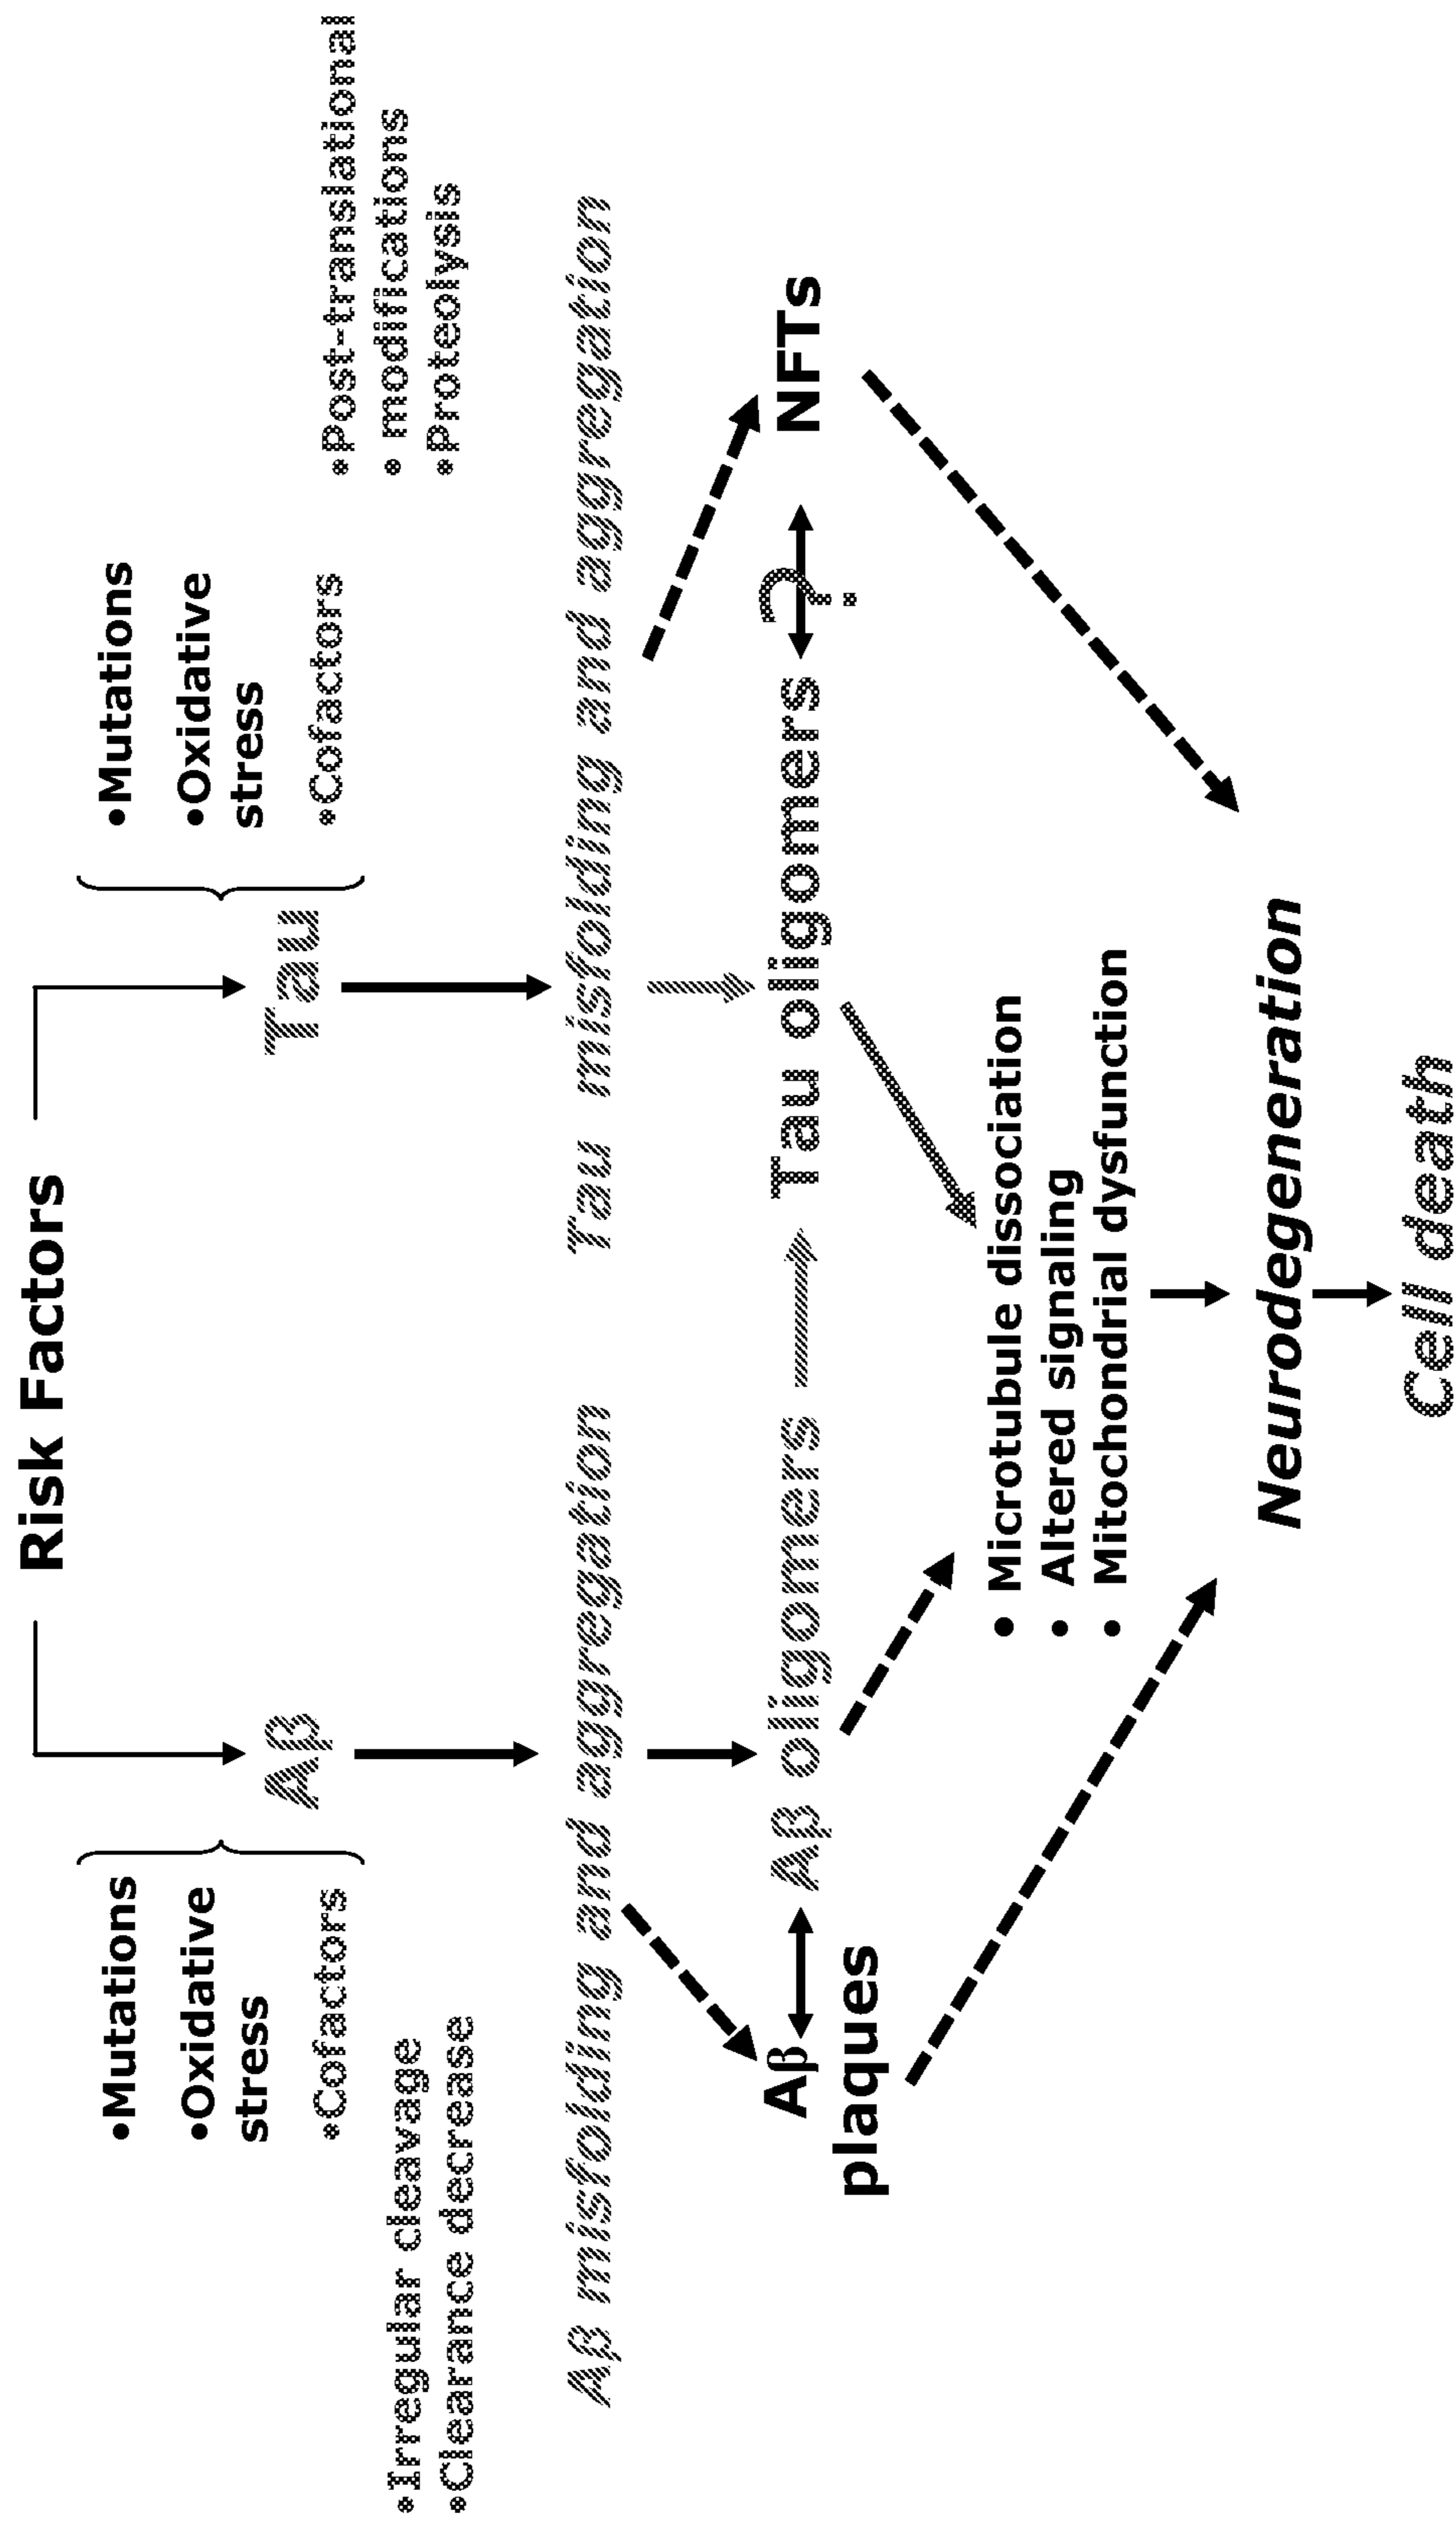 Risk Factors
•Mutations
•Oxidative
stress
•Cofactors
•Irregular cleavage
•Clearance decrease
Aβ
Tau
•Mutations
•Oxidative
stress
•Cofactors
•Post-translational
• modifications
•Proteolysis
Aβ misfolding and aggregation
Tau misfolding and aggregation
Aβ
plaques
Aβ oligomers
Tau oligomers
?
NFTs
• Microtubule dissociation
• Altered signaling
• Mitochondrial dysfunction
Neurodegeneration
Cell death